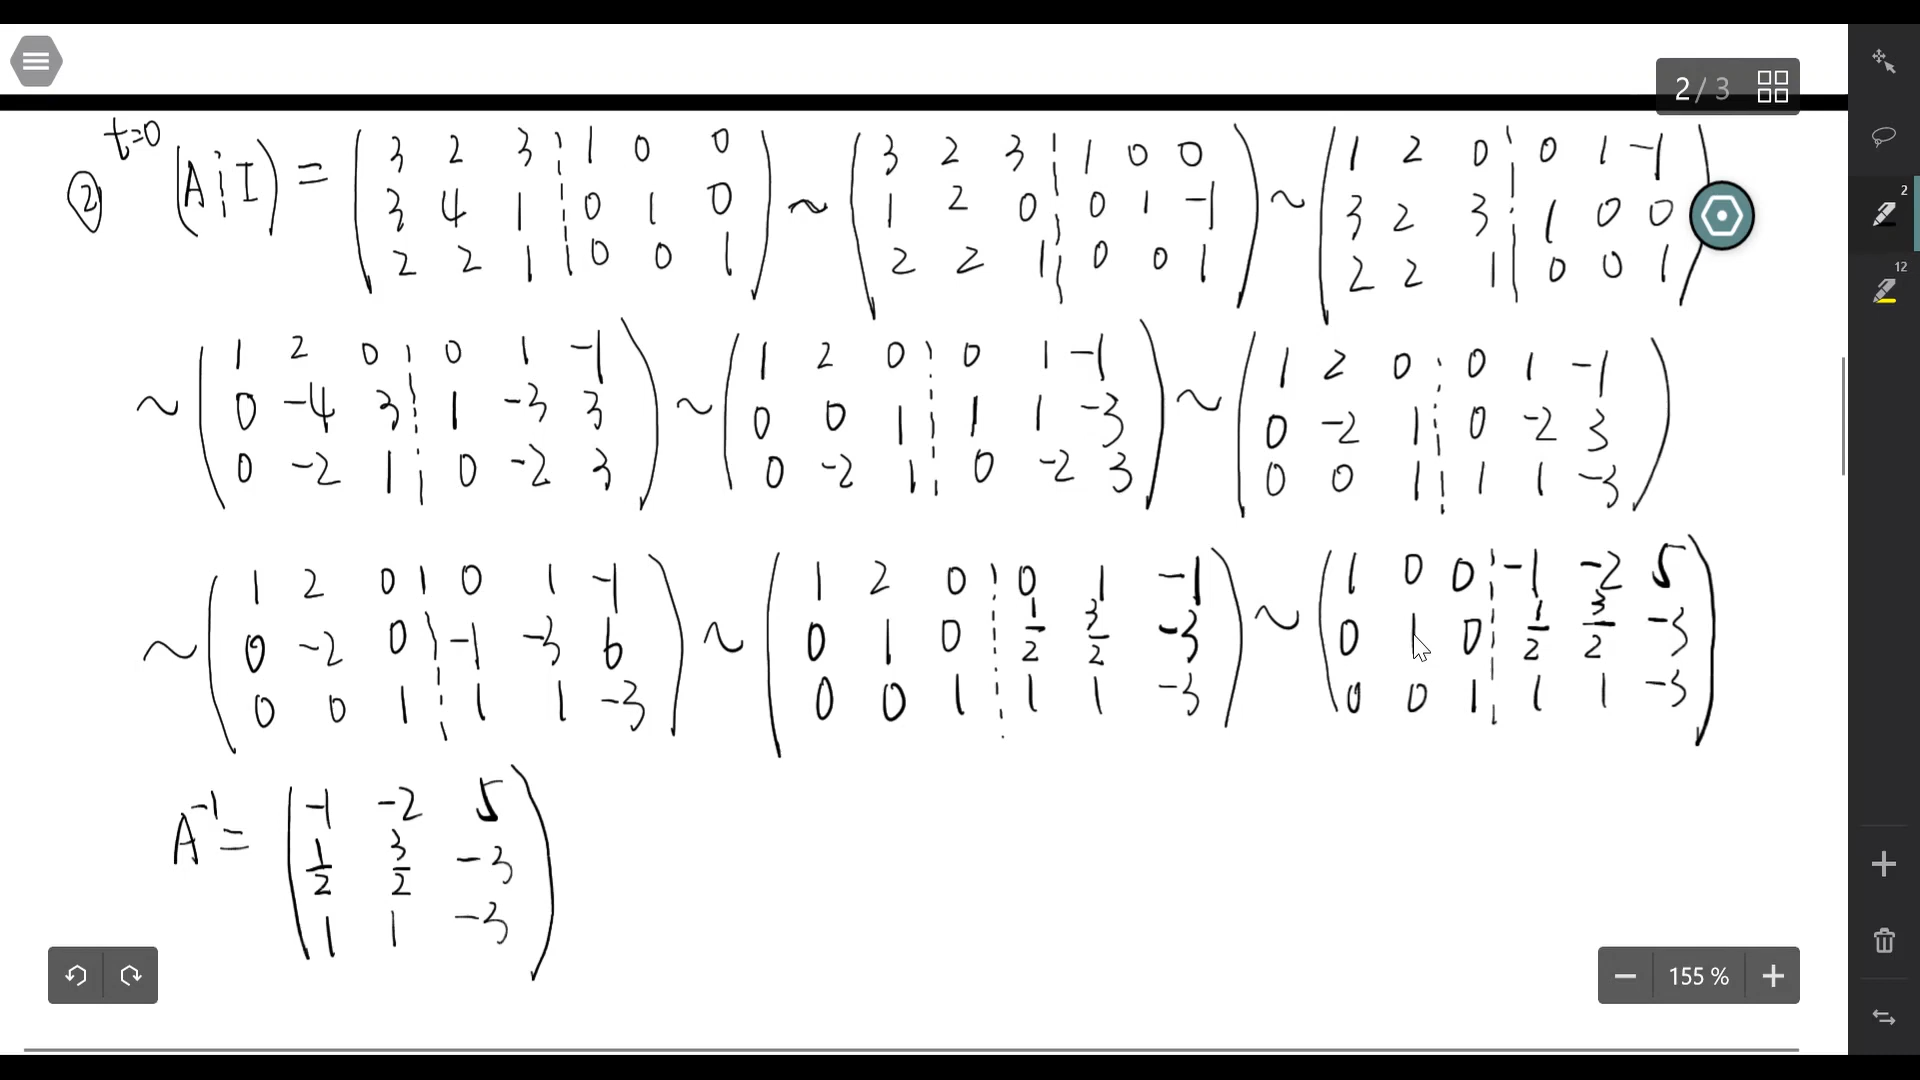 2 / 3
t=0
② (A¦I) = (3 2 3 ¦ 1 0 0 ~ (3 2 3 ¦ 1 0 0 ~ (1 2 0 ¦ 0 1 -1
3 4 1 ¦ 0 1 0 1 2 0 ¦ 0 1 -1 3 2 3 ¦ 1 0 0
2 2 1 | 0 0 1) 2 2 1 ¦ 0 0 1) 2 2 1 | 0 0 1)
~ (1 2 0 ¦ 0 1 -1 ~ (1 2 0 ¦ 0 1 -1 ~ (1 2 0 ¦ 0 1 -1
0 -4 3 ¦ 1 -3 3 0 0 1 ¦ 1 1 -3 0 -2 1 ¦ 0 -2 3
0 -2 1 ¦ 0 -2 3) 0 -2 1 ¦ 0 -2 3) 0 0 1 ¦ 1 1 -3)
~ (1 2 0 ¦ 0 1 -1 ~ (1 2 0 ¦ 0 1 -1 ~ (1 0 0 ¦ -1 -2 5
0 -2 0 ¦ -1 -3 6 0 1 0 ¦ 1/2 3/2 -3 0 1 0 ¦ 1/2 3/2 -3
0 0 1 ¦ 1 1 -3) 0 0 1 ¦ 1 1 -3) 0 0 1 ¦ 1 1 -3)
A⁻¹ = (-1 -2 5
1/2 3/2 -3
1 1 -3)
155 %
2
12